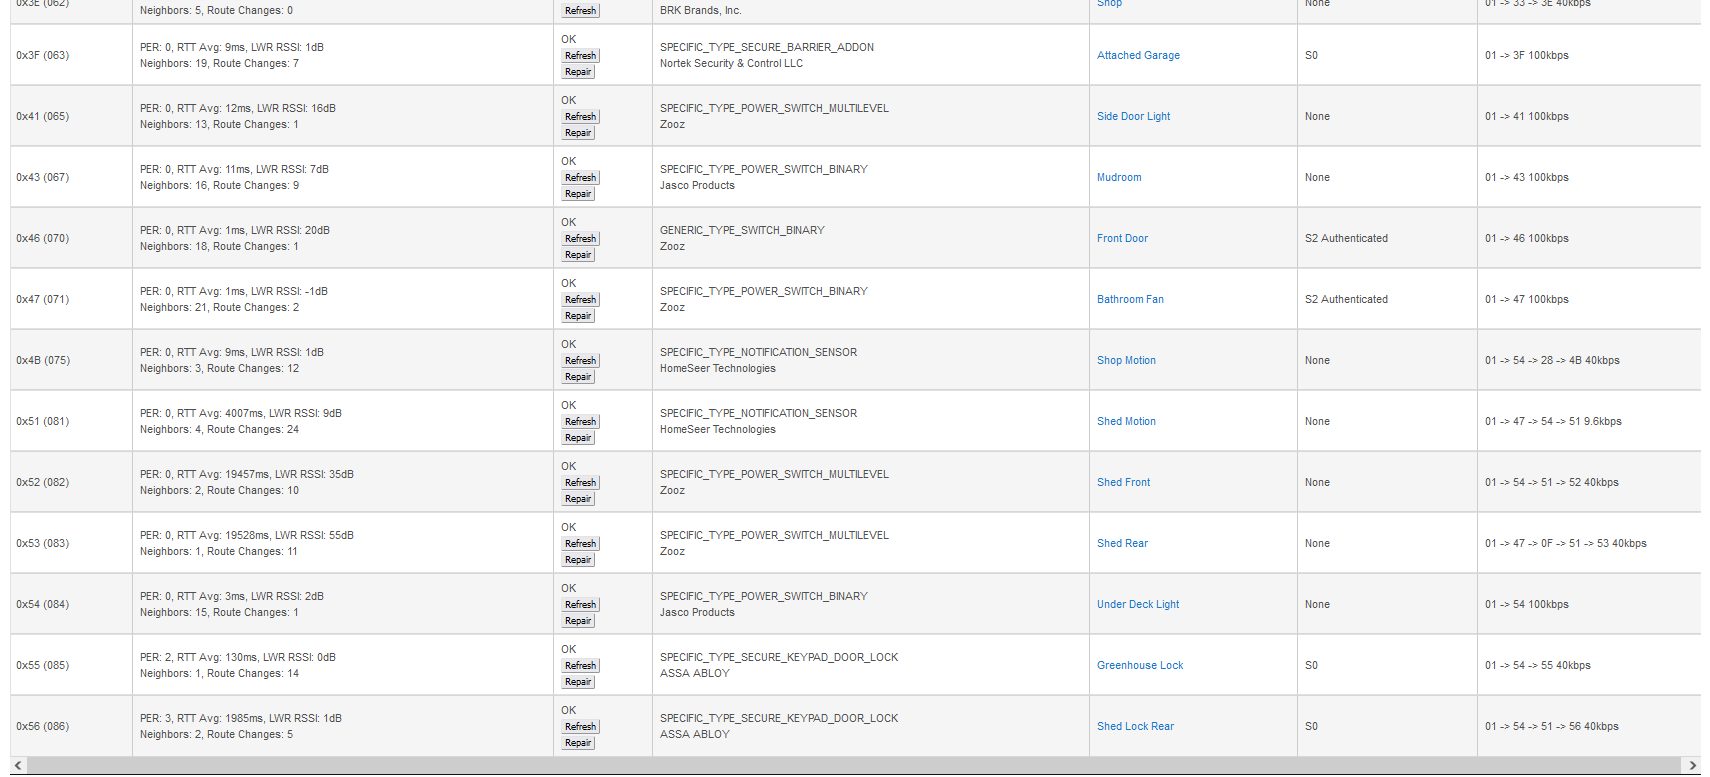 0x3E (062)
Neighbors: 5, Route Changes: 0
Refresh
BRK Brands, Inc.
Shop
None
01 -> 33 -> 3E 40kbps
0x3F (063)
PER: 0, RTT Avg: 9ms, LWR RSSI: 1dB
Neighbors: 19, Route Changes: 7
OK
Refresh
Repair
SPECIFIC_TYPE_SECURE_BARRIER_ADDON
Nortek Security & Control LLC
Attached Garage
S0
01 -> 3F 100kbps
0x41 (065)
PER: 0, RTT Avg: 12ms, LWR RSSI: 16dB
Neighbors: 13, Route Changes: 1
OK
Refresh
Repair
SPECIFIC_TYPE_POWER_SWITCH_MULTILEVEL
Zooz
Side Door Light
None
01 -> 41 100kbps
0x43 (067)
PER: 0, RTT Avg: 11ms, LWR RSSI: 7dB
Neighbors: 16, Route Changes: 9
OK
Refresh
Repair
SPECIFIC_TYPE_POWER_SWITCH_BINARY
Jasco Products
Mudroom
None
01 -> 43 100kbps
0x46 (070)
PER: 0, RTT Avg: 1ms, LWR RSSI: 20dB
Neighbors: 18, Route Changes: 1
OK
Refresh
Repair
GENERIC_TYPE_SWITCH_BINARY
Zooz
Front Door
S2 Authenticated
01 -> 46 100kbps
0x47 (071)
PER: 0, RTT Avg: 1ms, LWR RSSI: -1dB
Neighbors: 21, Route Changes: 2
OK
Refresh
Repair
SPECIFIC_TYPE_POWER_SWITCH_BINARY
Zooz
Bathroom Fan
S2 Authenticated
01 -> 47 100kbps
0x4B (075)
PER: 0, RTT Avg: 9ms, LWR RSSI: 1dB
Neighbors: 3, Route Changes: 12
OK
Refresh
Repair
SPECIFIC_TYPE_NOTIFICATION_SENSOR
HomeSeer Technologies
Shop Motion
None
01 -> 54 -> 28 -> 4B 40kbps
0x51 (081)
PER: 0, RTT Avg: 4007ms, LWR RSSI: 9dB
Neighbors: 4, Route Changes: 24
OK
Refresh
Repair
SPECIFIC_TYPE_NOTIFICATION_SENSOR
HomeSeer Technologies
Shed Motion
None
01 -> 47 -> 54 -> 51 9.6kbps
0x52 (082)
PER: 0, RTT Avg: 19457ms, LWR RSSI: 35dB
Neighbors: 2, Route Changes: 10
OK
Refresh
Repair
SPECIFIC_TYPE_POWER_SWITCH_MULTILEVEL
Zooz
Shed Front
None
01 -> 54 -> 51 -> 52 40kbps
0x53 (083)
PER: 0, RTT Avg: 19528ms, LWR RSSI: 55dB
Neighbors: 1, Route Changes: 11
OK
Refresh
Repair
SPECIFIC_TYPE_POWER_SWITCH_MULTILEVEL
Zooz
Shed Rear
None
01 -> 47 -> 0F -> 51 -> 53 40kbps
0x54 (084)
PER: 0, RTT Avg: 3ms, LWR RSSI: 2dB
Neighbors: 15, Route Changes: 1
OK
Refresh
Repair
SPECIFIC_TYPE_POWER_SWITCH_BINARY
Jasco Products
Under Deck Light
None
01 -> 54 100kbps
0x55 (085)
PER: 2, RTT Avg: 130ms, LWR RSSI: 0dB
Neighbors: 1, Route Changes: 14
OK
Refresh
Repair
SPECIFIC_TYPE_SECURE_KEYPAD_DOOR_LOCK
ASSA ABLOY
Greenhouse Lock
S0
01 -> 54 -> 55 40kbps
0x56 (086)
PER: 3, RTT Avg: 1985ms, LWR RSSI: 1dB
Neighbors: 2, Route Changes: 5
OK
Refresh
Repair
SPECIFIC_TYPE_SECURE_KEYPAD_DOOR_LOCK
ASSA ABLOY
Shed Lock Rear
S0
01 -> 54 -> 51 -> 56 40kbps